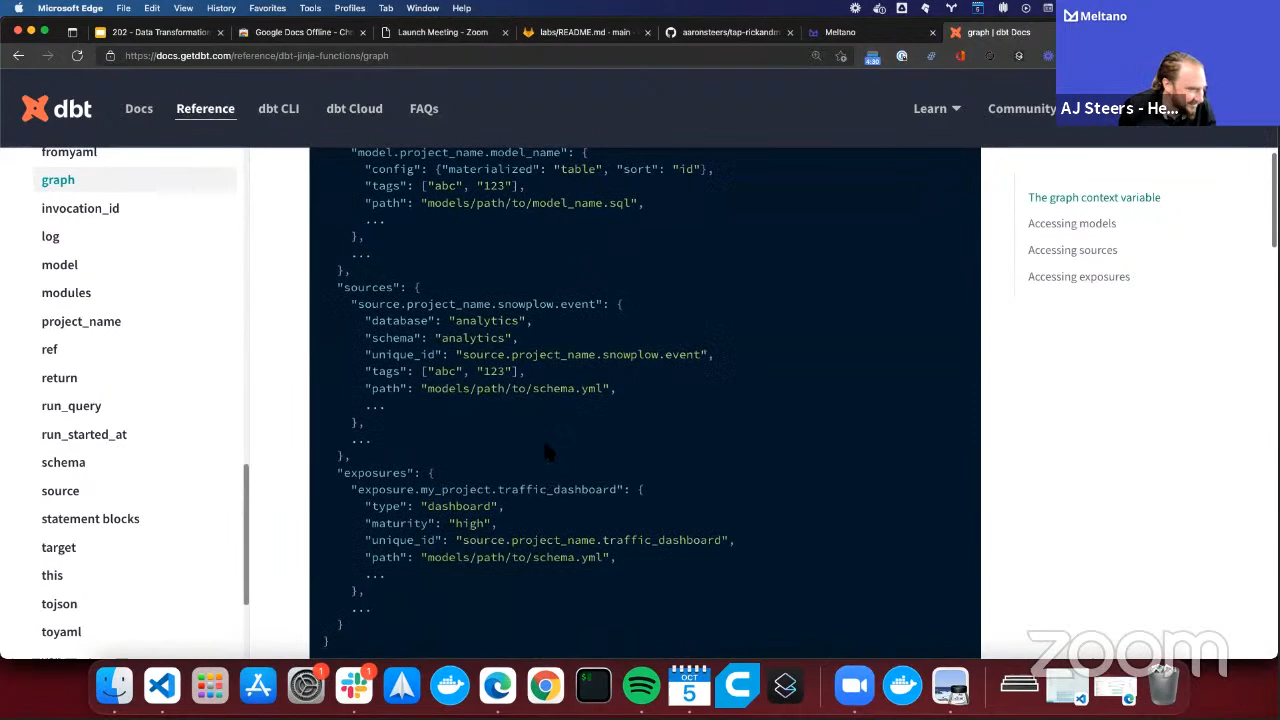 Microsoft Edge File Edit View History Favorites Tools Profiles Tab Window Help
5
Meltano
202 - Data Transformation
Google Docs Offline - Ch
Launch Meeting - Zoom
labs/README.md - main
aaronsteers/tap-rickandm
Meltano
graph | dbt Docs
https://docs.getdbt.com/reference/dbt-jinja-functions/graph
4:30
AJ Steers - He...
dbt
Docs Reference dbt CLI dbt Cloud FAQs
Learn Community
fromyaml
graph
invocation_id
log
model
modules
project_name
ref
return
run_query
run_started_at
schema
source
statement blocks
target
this
tojson
toyaml
"model.project_name.model_name": {
"config": {"materialized": "table", "sort": "id"},
"tags": ["abc", "123"],
"path": "models/path/to/model_name.sql",
...
},
...
},
"sources": {
"source.project_name.snowplow.event": {
"database": "analytics",
"schema": "analytics",
"unique_id": "source.project_name.snowplow.event",
"tags": ["abc", "123"],
"path": "models/path/to/schema.yml",
...
},
...
},
"exposures": {
"exposure.my_project.traffic_dashboard": {
"type": "dashboard",
"maturity": "high",
"unique_id": "source.project_name.traffic_dashboard",
"path": "models/path/to/schema.yml",
...
},
...
}
}
The graph context variable
Accessing models
Accessing sources
Accessing exposures
zoom
1
1
OCT
5